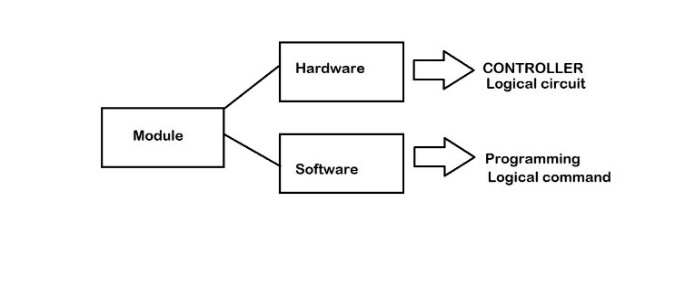 Hardware
CONTROLLER
Logical circuit
Module
Software
Programming
Logical command